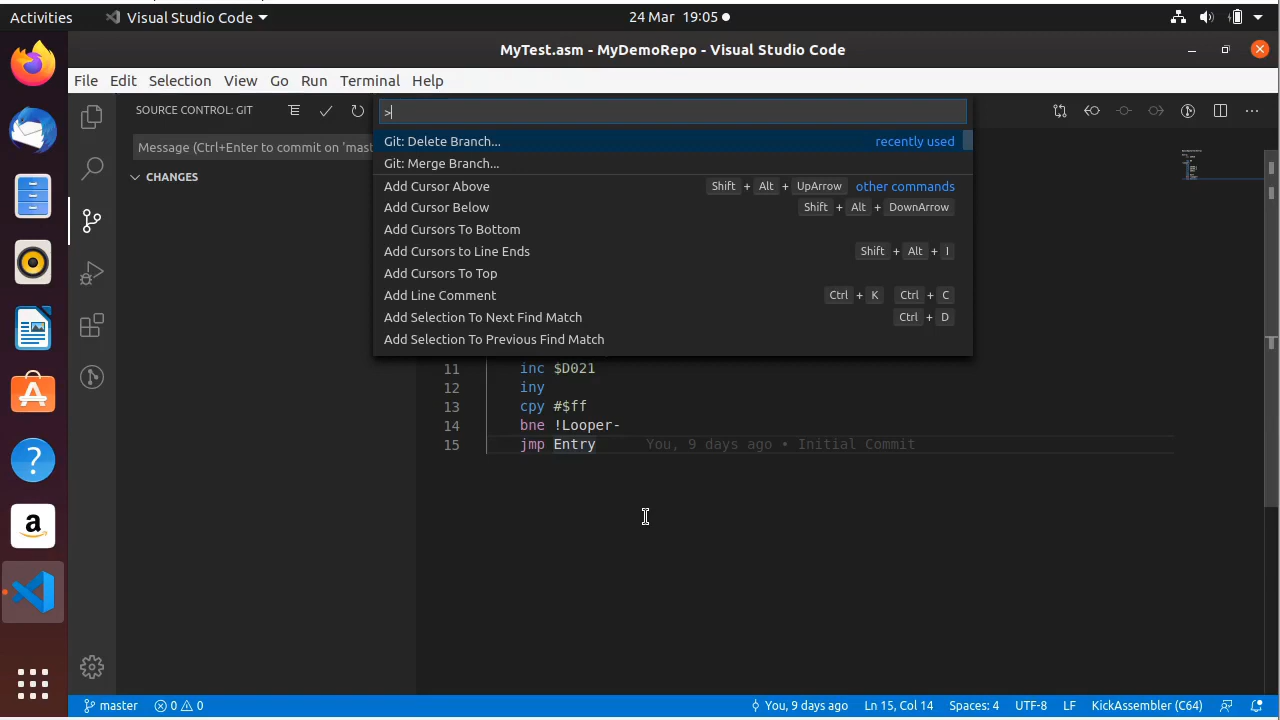 Activities
Visual Studio Code
24 Mar 19:05
MyTest.asm - MyDemoRepo - Visual Studio Code
File Edit Selection View Go Run Terminal Help
SOURCE CONTROL: GIT
>
Message (Ctrl+Enter to commit on 'mast
CHANGES
Git: Delete Branch... recently used
Git: Merge Branch...
Add Cursor Above Shift + Alt + UpArrow other commands
Add Cursor Below Shift + Alt + DownArrow
Add Cursors To Bottom
Add Cursors to Line Ends Shift + Alt + I
Add Cursors To Top
Add Line Comment Ctrl + K Ctrl + C
Add Selection To Next Find Match Ctrl + D
Add Selection To Previous Find Match
11 inc $D021
12 iny
13 cpy #$ff
14 bne !Looper-
15 jmp Entry You, 9 days ago • Initial Commit
master 0 0 You, 9 days ago Ln 15, Col 14 Spaces: 4 UTF-8 LF KickAssembler (C64)